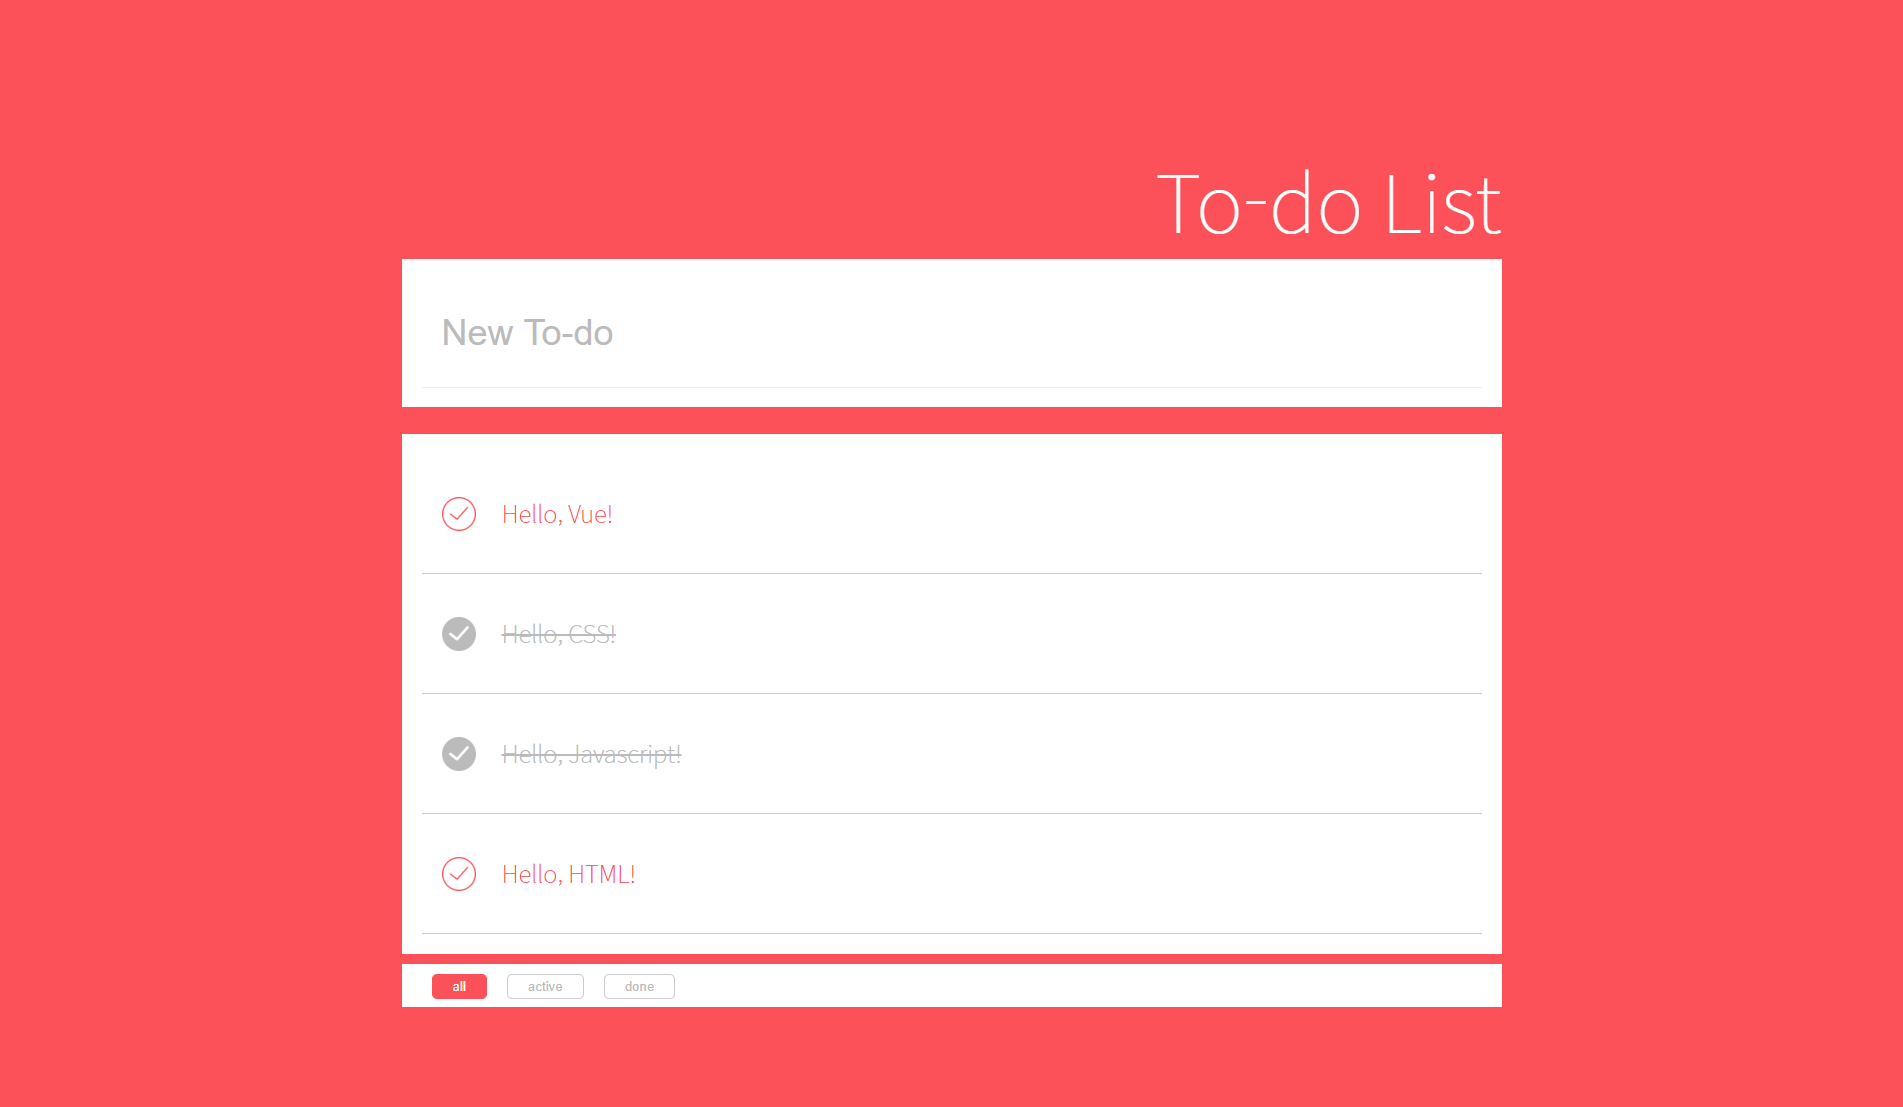 To-do List
New To-do
Hello, Vue!
Hello, CSS!
Hello, Javascript!
Hello, HTML!
all active done